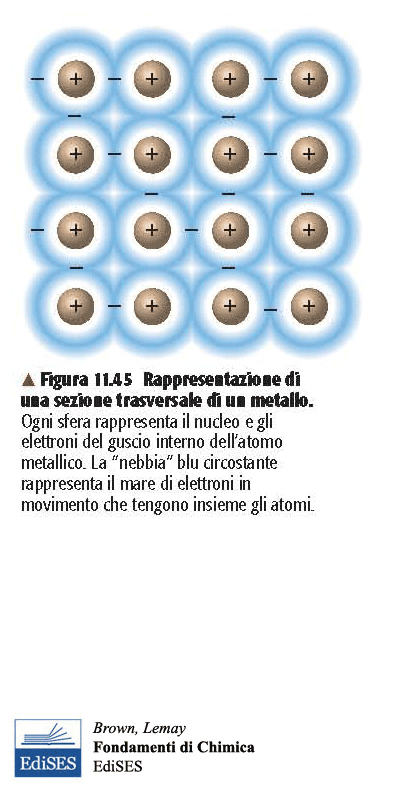 − + − + + − +
− −
+ − + + − +
− − −
− + + − + +
− −
+ − + + − +
▲ Figura 11.45 Rappresentazione di
una sezione trasversale di un metallo.
Ogni sfera rappresenta il nucleo e gli
elettroni del guscio interno dell’atomo
metallico. La “nebbia” blu circostante
rappresenta il mare di elettroni in
movimento che tengono insieme gli atomi.
EdiSES
Brown, Lemay
Fondamenti di Chimica
EdiSES